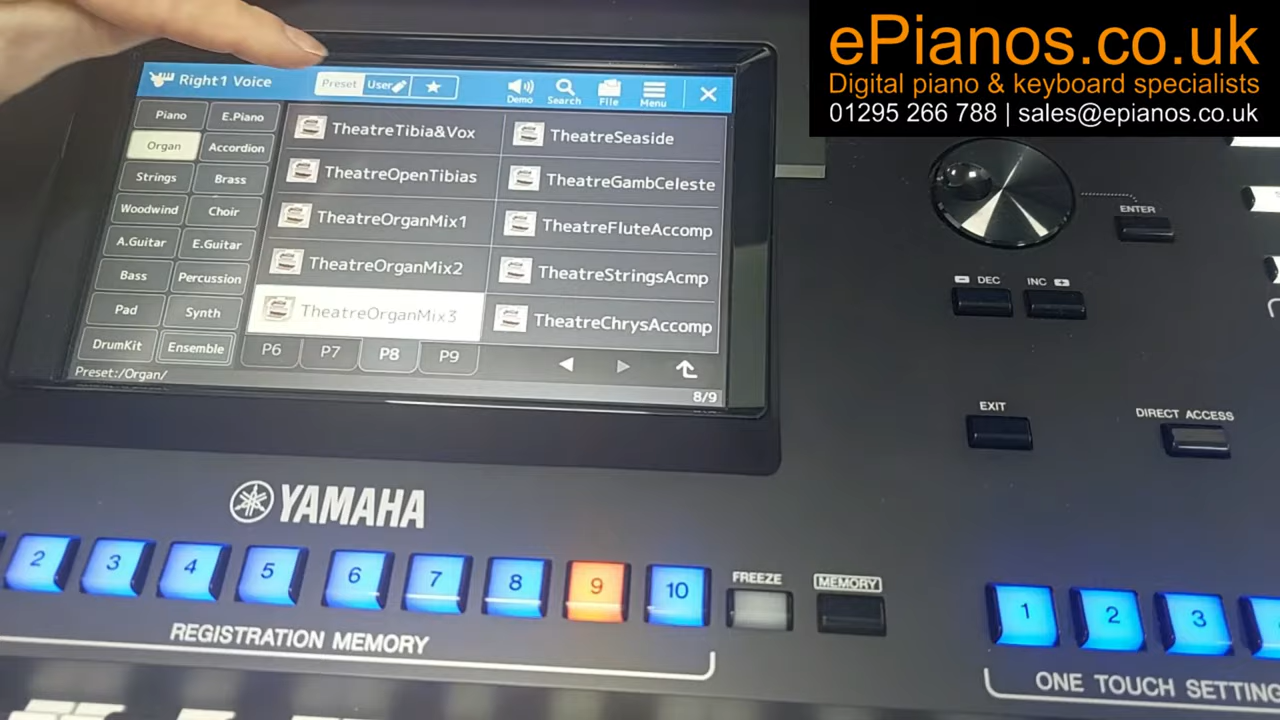 ePianos.co.uk
Digital piano & keyboard specialists
01295 266 788 | sales@epianos.co.uk
Right1 Voice
Preset
User
Demo
Search
File
Menu
Piano
E.Piano
Organ
Accordion
Strings
Brass
Woodwind
Choir
A.Guitar
E.Guitar
Bass
Percussion
Pad
Synth
DrumKit
Ensemble
TheatreTibia&Vox
TheatreSeaside
TheatreOpenTibias
TheatreGambCeleste
TheatreOrganMix1
TheatreFluteAccomp
TheatreOrganMix2
TheatreStringsAcmp
TheatreOrganMix3
TheatreChrysAccomp
P6
P7
P8
P9
Preset:/Organ/
8/9
ENTER
DEC
INC
EXIT
DIRECT ACCESS
YAMAHA
2
3
4
5
6
7
8
9
10
FREEZE
MEMORY
REGISTRATION MEMORY
1
2
3
ONE TOUCH SETTING